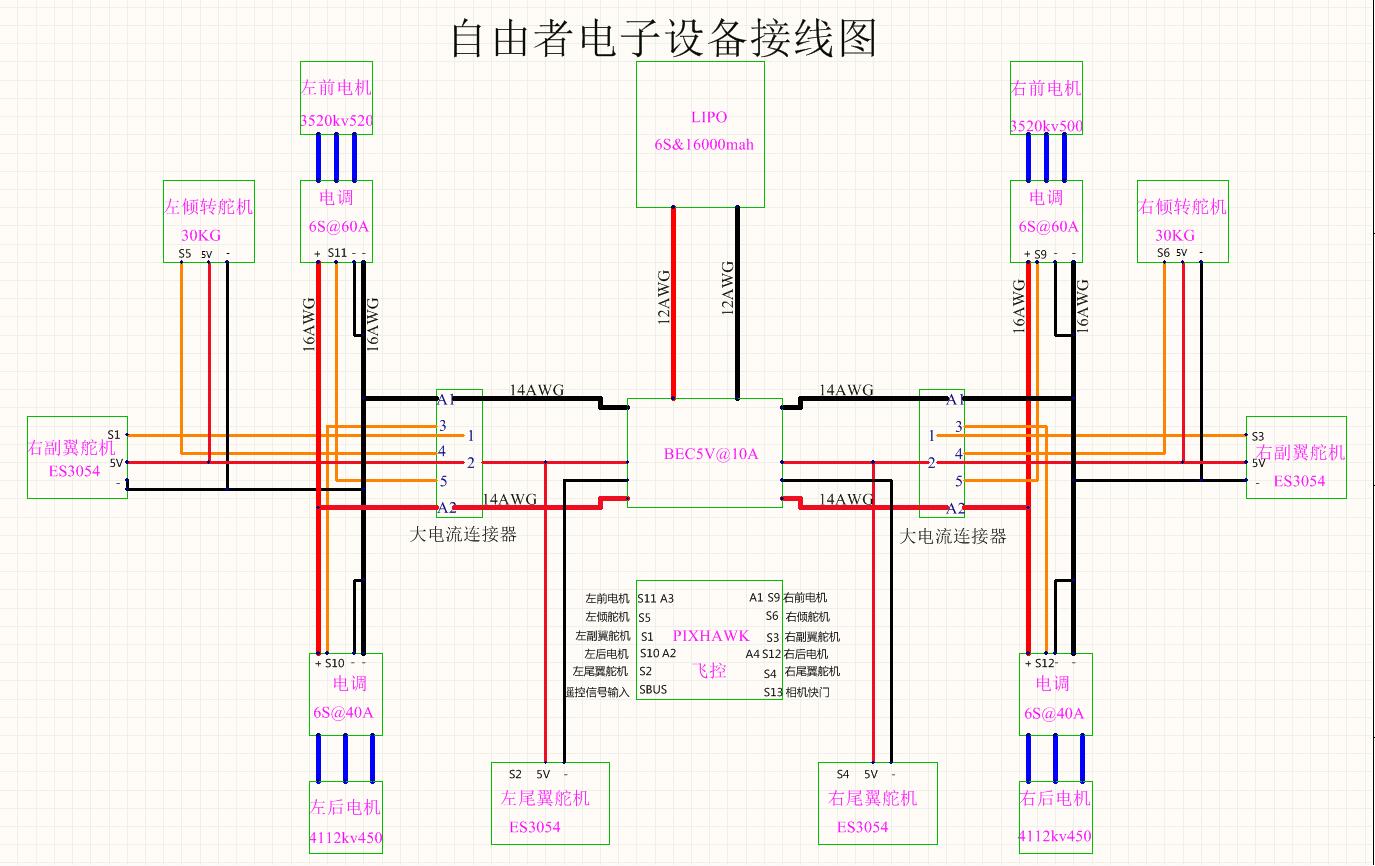 自由者电子设备接线图
左前电机
3520kv520
LIPO
6S&16000mah
右前电机
3520kv500
左倾转舵机
30KG
S5 5V -
电调
6S@60A
+ S11 - -
电调
6S@60A
+ S9 - -
右倾转舵机
30KG
S6 5V -
16AWG
16AWG
12AWG
12AWG
16AWG
16AWG
右副翼舵机
ES3054
S1
5V
-
A1
3
1
4
2
5
A2
大电流连接器
14AWG
14AWG
BEC5V@10A
14AWG
14AWG
A1
3
1
4
2
5
A2
大电流连接器
S3
5V
-
右副翼舵机
ES3054
左前电机 S11 A3
左倾舵机 S5
左副翼舵机 S1
左后电机 S10 A2
左尾翼舵机 S2
遥控信号输入 SBUS
PIXHAWK
飞控
A1 S9 右前电机
S6 右倾舵机
S3 右副翼舵机
A4 S12 右后电机
S4 右尾翼舵机
S13 相机快门
+ S10 - -
电调
6S@40A
+ S12- -
电调
6S@40A
左后电机
4112kv450
S2 5V -
左尾翼舵机
ES3054
S4 5V -
右尾翼舵机
ES3054
右后电机
4112kv450